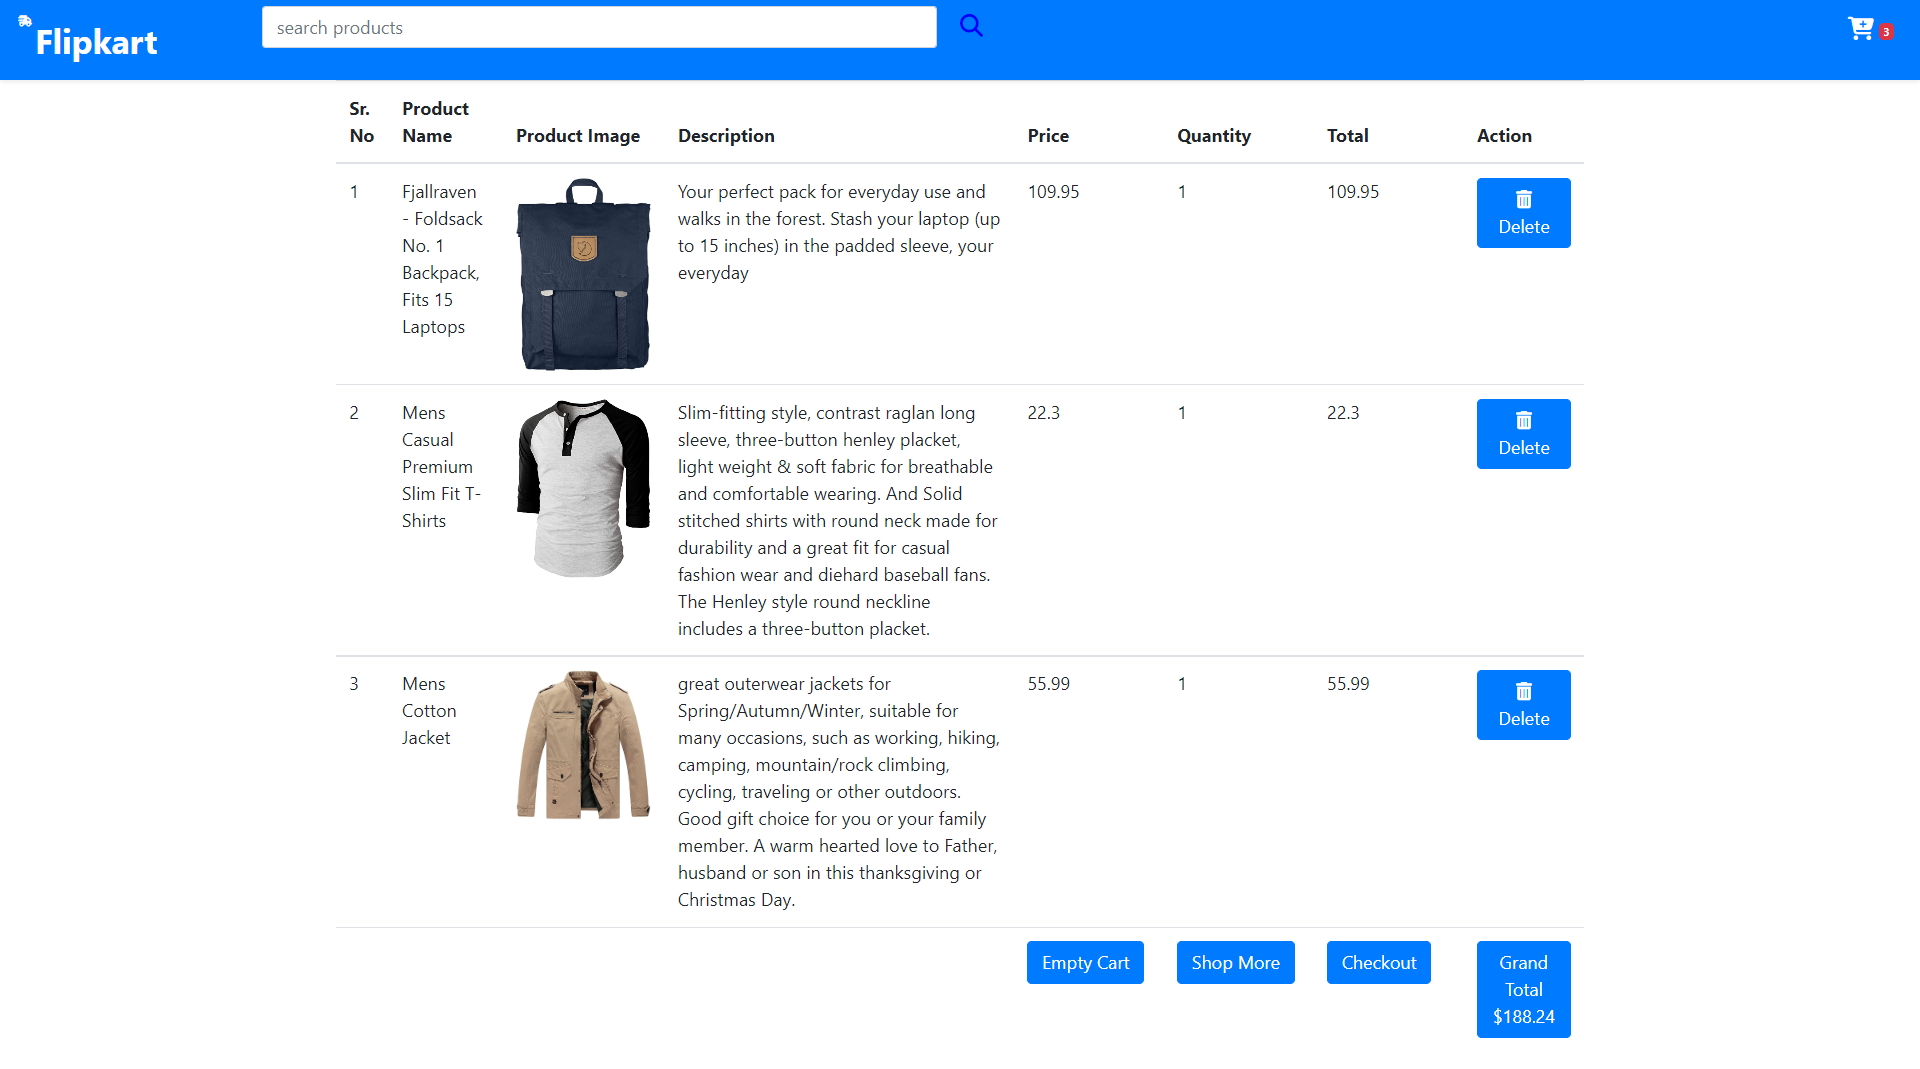 Flipkart
search products
3
Sr. No
Product Name
Product Image
Description
Price
Quantity
Total
Action
1
Fjallraven
- Foldsack
No. 1
Backpack,
Fits 15
Laptops
Your perfect pack for everyday use and
walks in the forest. Stash your laptop (up
to 15 inches) in the padded sleeve, your
everyday
109.95
1
109.95
Delete
2
Mens
Casual
Premium
Slim Fit T-
Shirts
Slim-fitting style, contrast raglan long
sleeve, three-button henley placket,
light weight & soft fabric for breathable
and comfortable wearing. And Solid
stitched shirts with round neck made for
durability and a great fit for casual
fashion wear and diehard baseball fans.
The Henley style round neckline
includes a three-button placket.
22.3
1
22.3
Delete
3
Mens
Cotton
Jacket
great outerwear jackets for
Spring/Autumn/Winter, suitable for
many occasions, such as working, hiking,
camping, mountain/rock climbing,
cycling, traveling or other outdoors.
Good gift choice for you or your family
member. A warm hearted love to Father,
husband or son in this thanksgiving or
Christmas Day.
55.99
1
55.99
Delete
Empty Cart
Shop More
Checkout
Grand
Total
$188.24